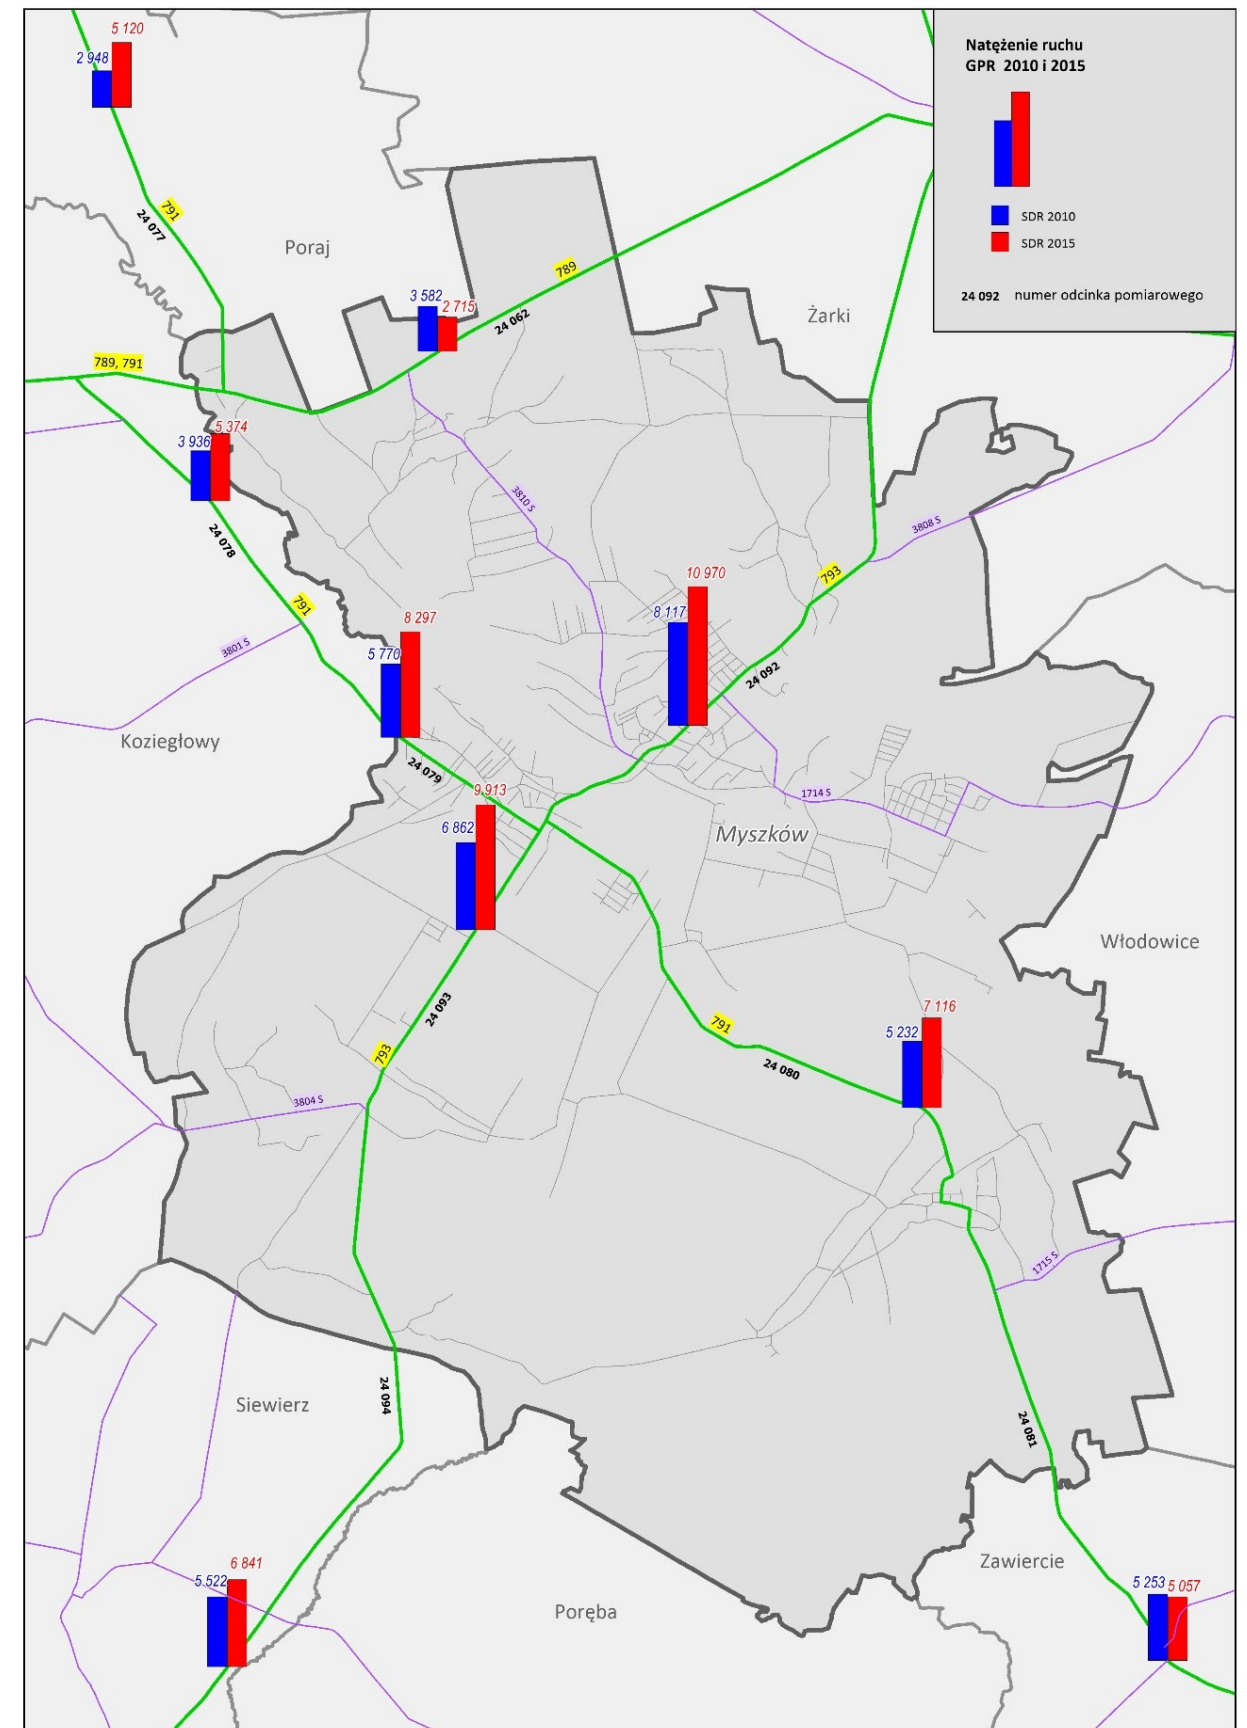 5 120
2 948
Natężenie ruchu
GPR 2010 i 2015
SDR 2010
SDR 2015
24 092 numer odcinka pomiarowego
791
24 077
Poraj
789
3 582
2 715
24 062
Żarki
789, 791
5 374
3 936
24 078
3810 S
3808 S
791
793
10 970
8 117
8 297
5 770
3801 S
24 092
Koziegłowy
24 079
9 913
6 862
1714 S
Myszków
Włodowice
24 093
791
7 116
5 232
793
24 080
3804 S
1715 S
24 094
Siewierz
24 081
6 841
5 522
Zawiercie
Poręba
5 253
5 057